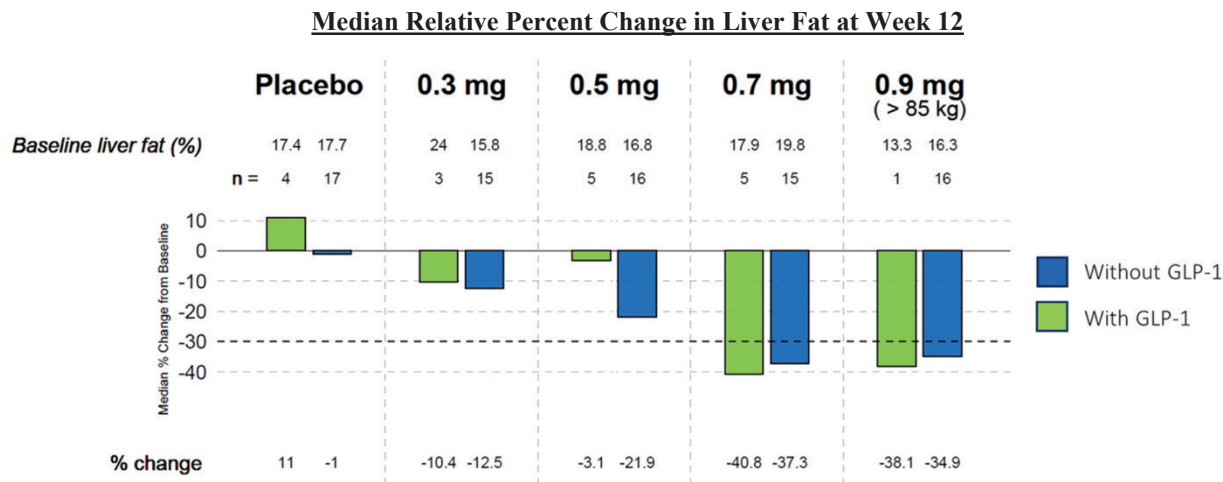 Median Relative Percent Change in Liver Fat at Week 12
Placebo 0.3 mg 0.5 mg 0.7 mg 0.9 mg
( > 85 kg)
Baseline liver fat (%) 17.4 17.7 24 15.8 18.8 16.8 17.9 19.8 13.3 16.3
n = 4 17 3 15 5 16 5 15 1 16
Median % Change from Baseline
10
0
-10
-20
-30
-40
Without GLP-1
With GLP-1
% change 11 -1 -10.4 -12.5 -3.1 -21.9 -40.8 -37.3 -38.1 -34.9